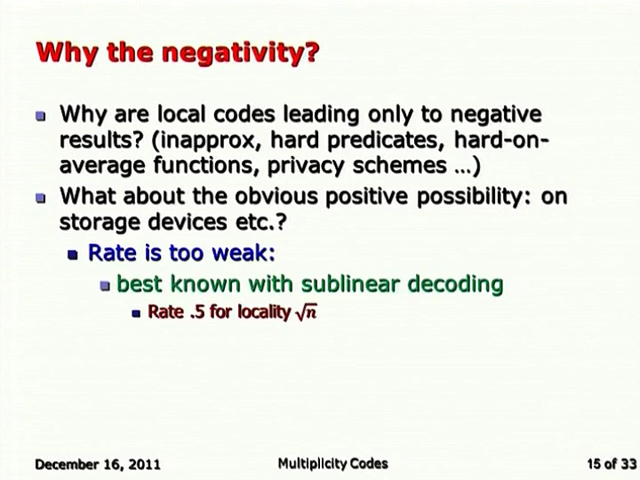 Why the negativity?
Why are local codes leading only to negative
results? (inapprox, hard predicates, hard-on-
average functions, privacy schemes …)
What about the obvious positive possibility: on
storage devices etc.?
Rate is too weak:
best known with sublinear decoding
Rate .5 for locality √n
December 16, 2011
Multiplicity Codes
15 of 33